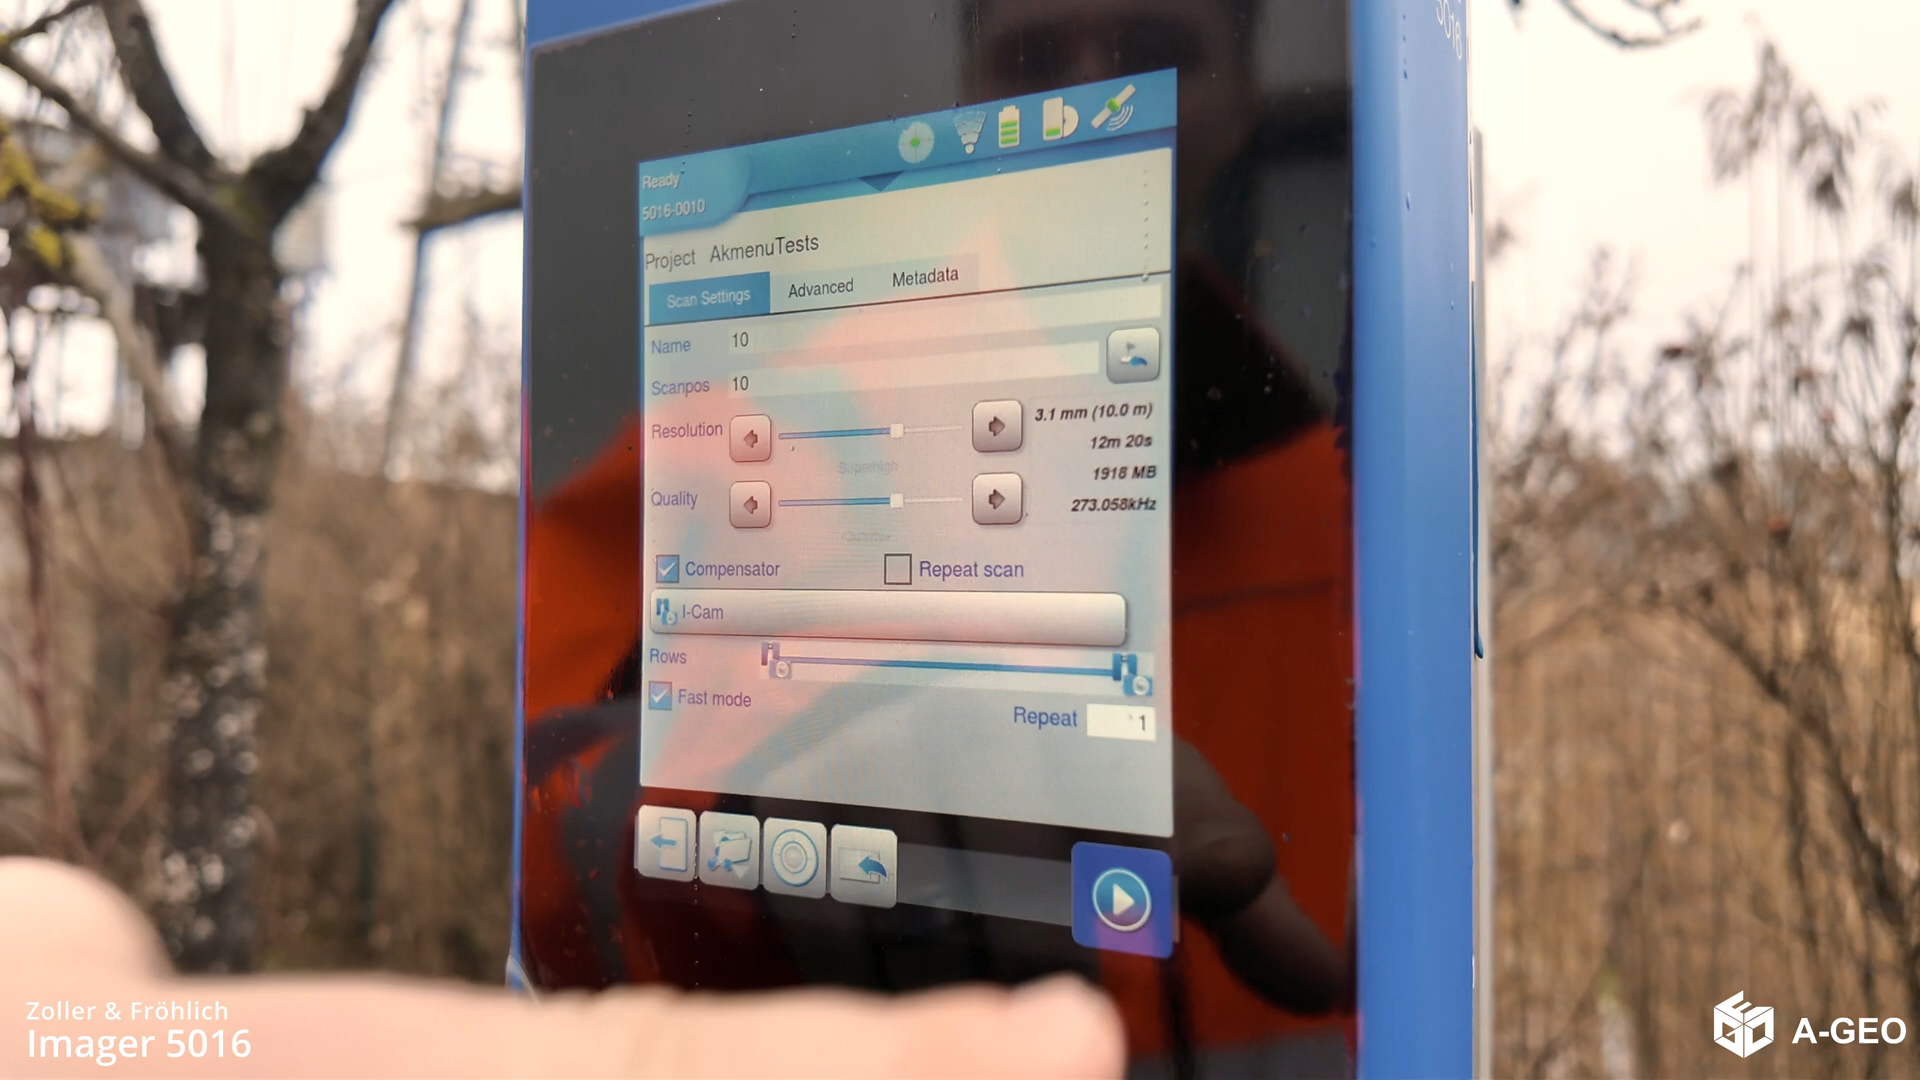 5016
Ready
5016-0010
Project AkmenuTests
Scan Settings Advanced Metadata
Name 10
Scanpos 10
Resolution 3.1 mm (10.0 m)
12m 20s
Superhigh
1918 MB
Quality
273.058kHz
Compensator Repeat scan
I-Cam
Rows
Fast mode
Repeat 1
Zoller & Fröhlich
Imager 5016
A-GEO